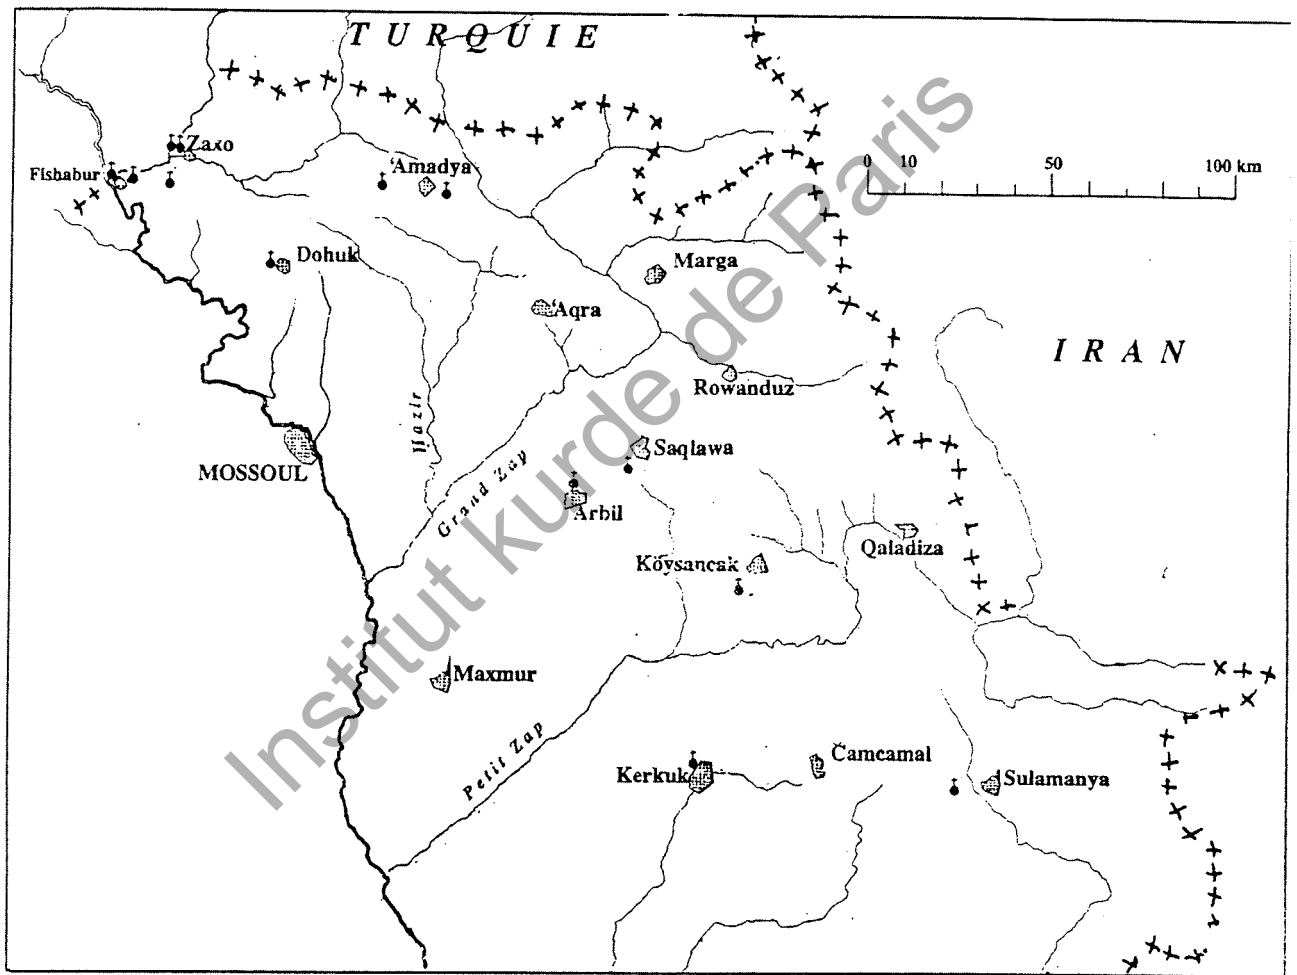 TURQUIE
Zaxo
Fishabur
'Amadya
0 10 50 100 km
Dohuk
Marga
'Aqra
IRAN
Rowanduz
Hazir
Saqlawa
MOSSOUL
Grand Zap
Arbil
Qaladiza
Köysancak
Maxmur
Petit Zap
Čamcamal
Kerkuk
Sulamanya
Institut kurde de Paris